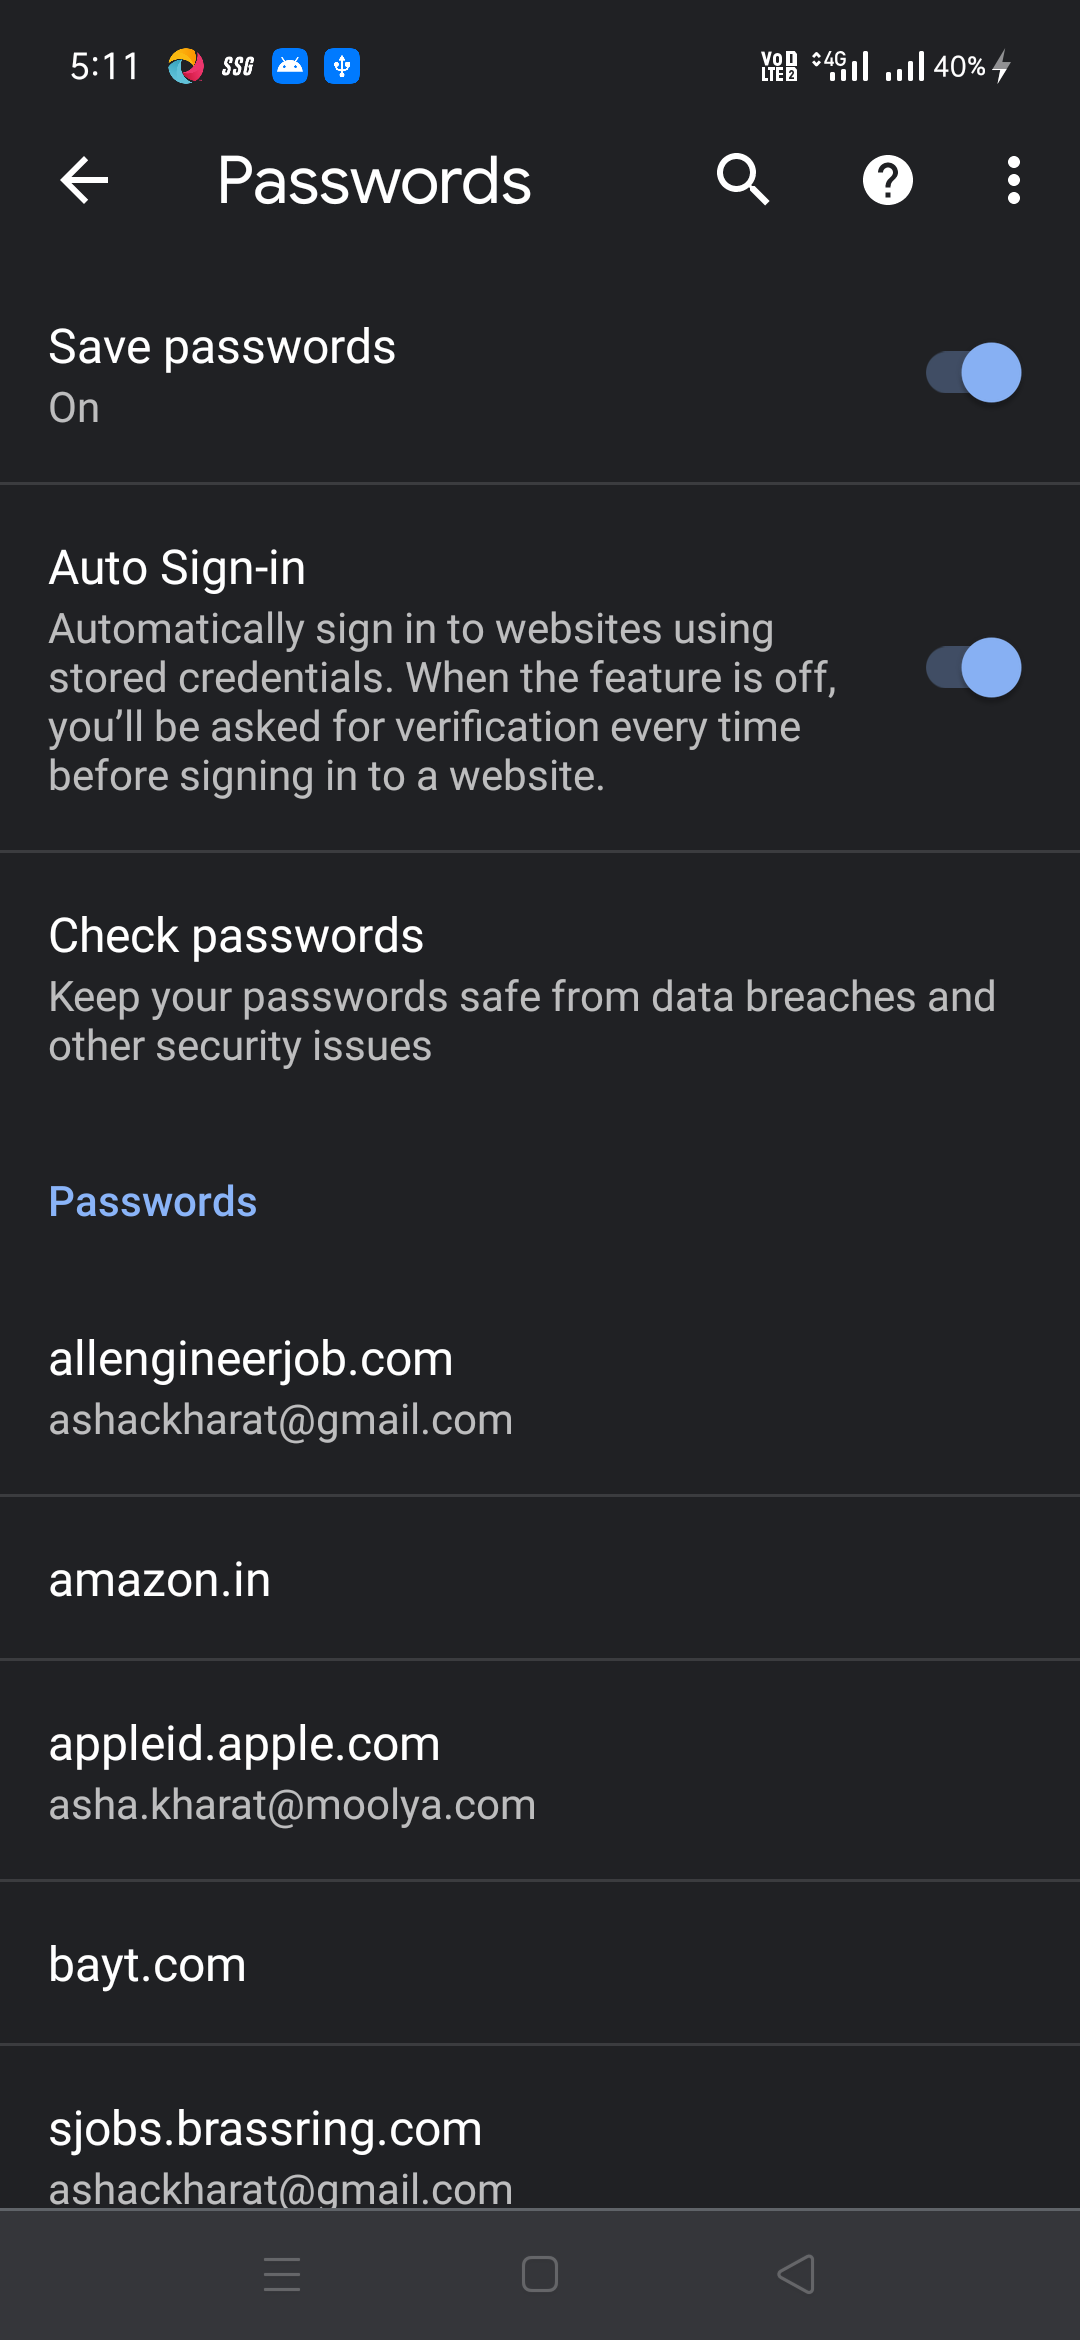 5:11 SSG VoLTE 1 2 4G 40%
Passwords
Save passwords
On
Auto Sign-in
Automatically sign in to websites using
stored credentials. When the feature is off,
you’ll be asked for verification every time
before signing in to a website.
Check passwords
Keep your passwords safe from data breaches and
other security issues
Passwords
allengineerjob.com
ashackharat@gmail.com
amazon.in
appleid.apple.com
asha.kharat@moolya.com
bayt.com
sjobs.brassring.com
ashackharat@gmail.com